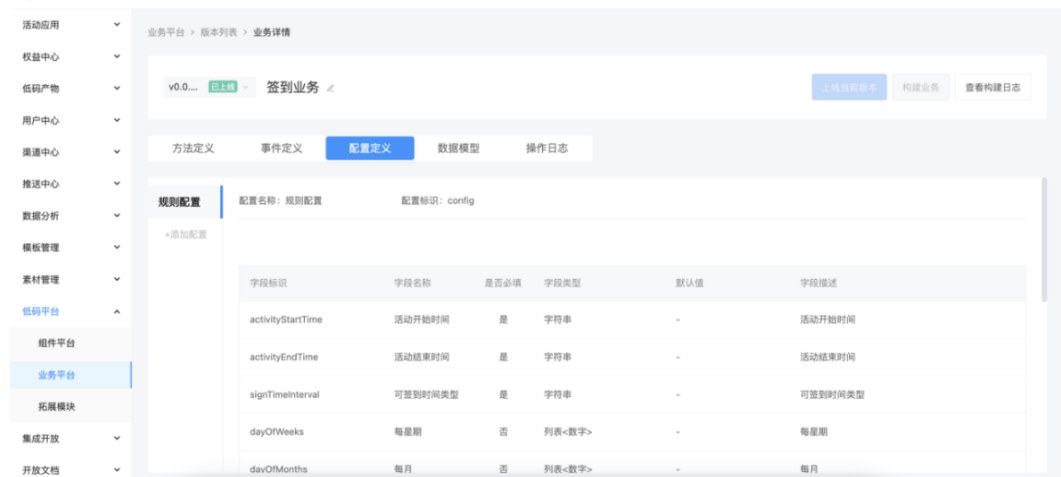 活动应用
权益中心
低码产物
用户中心
渠道中心
推送中心
数据分析
模板管理
素材管理
低码平台
组件平台
业务平台
拓展模块
集成开放
开放文档
业务平台 > 版本列表 > 业务详情
v0.0.... 已上线 签到业务
上线当前版本 构建业务 查看构建日志
方法定义 事件定义 配置定义 数据模型 操作日志
规则配置
+添加配置
配置名称：规则配置 配置标识：config
字段标识 字段名称 是否必填 字段类型 默认值 字段描述
activityStartTime 活动开始时间 是 字符串 - 活动开始时间
activityEndTime 活动结束时间 是 字符串 - 活动结束时间
signTimeInterval 可签到时间类型 是 字符串 - 可签到时间类型
dayOfWeeks 每星期 否 列表<数字> - 每星期
dayOfMonths 每月 否 列表<数字> - 每月